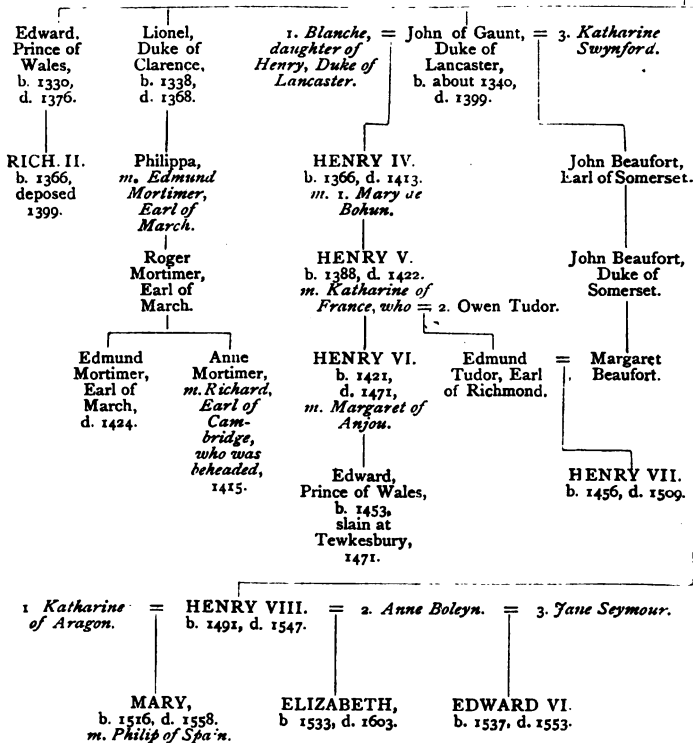 Edward,
Prince of
Wales,
b. 1330,
d. 1376.
Lionel,
Duke of
Clarence,
b. 1338,
d. 1368.
1. Blanche,
daughter of
Henry, Duke of
Lancaster.
= John of Gaunt, =
Duke of
Lancaster,
b. about 1340,
d. 1399.
3. Katharine
Swynford.
RICH. II.
b. 1366,
deposed
1399.
Philippa,
m. Edmund
Mortimer,
Earl of
March.
HENRY IV.
b. 1366, d. 1413.
m. 1. Mary de
Bohun.
John Beaufort,
Earl of Somerset.
Roger
Mortimer,
Earl of
March.
HENRY V.
b. 1388, d. 1422.
m. Katharine of
France, who = 2. Owen Tudor.
John Beaufort,
Duke of
Somerset.
Edmund
Mortimer,
Earl of
March,
d. 1424.
Anne
Mortimer,
m. Richard,
Earl of
Cam-
bridge,
who was
beheaded,
1415.
HENRY VI.
b. 1421,
d. 1471,
m. Margaret of
Anjou.
Edmund
Tudor, Earl
of Richmond.
=
Margaret
Beaufort.
Edward,
Prince of Wales,
b. 1453,
slain at
Tewkesbury,
1471.
HENRY VII.
b. 1456, d. 1509.
1 Katharine
of Aragon.
= HENRY VIII. =
b. 1491, d. 1547.
2. Anne Boleyn. = 3. Jane Seymour.
MARY,
b. 1516, d. 1558.
m. Philip of Spain.
ELIZABETH,
b 1533, d. 1603.
EDWARD VI.
b. 1537, d. 1553.